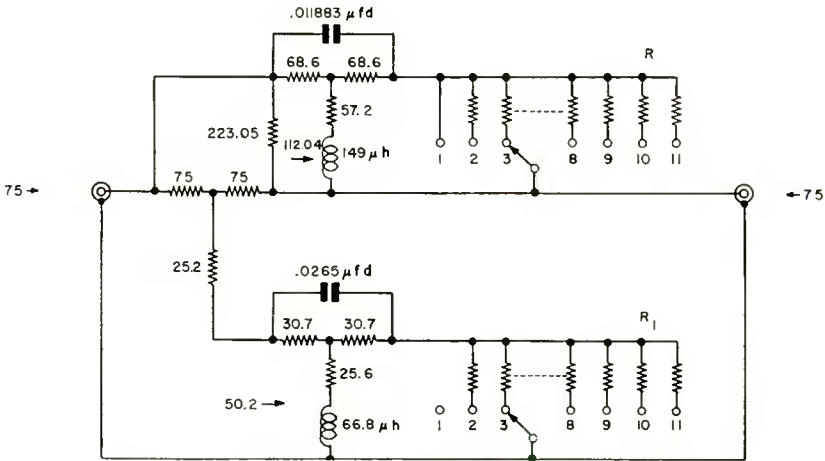 .011883 µfd
68.6 68.6
R
57.2
223.05
112.04
149 µh
1 2 3 8 9 10 11
75
75 75
75
25.2
.0265 µfd
30.7 30.7
R1
25.6
50.2
66.8 µh
1 2 3 8 9 10 11